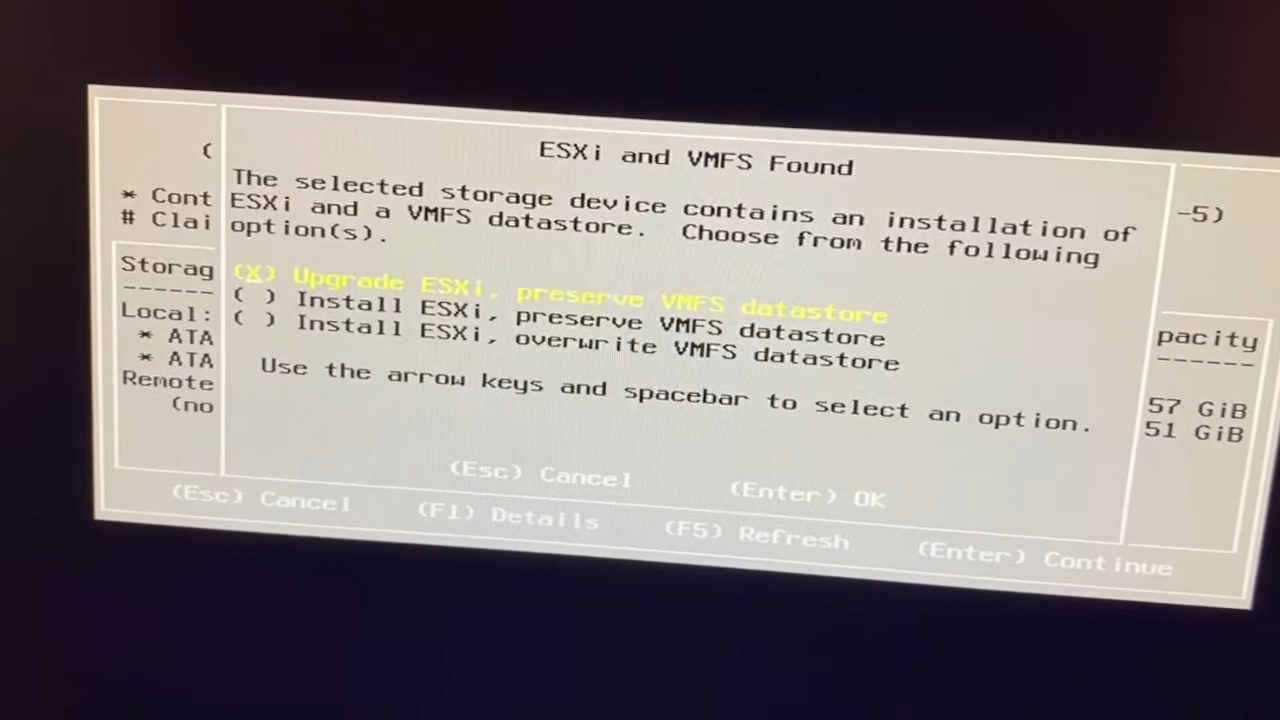 (
-5)
* Cont
# Clai
Storag
------
pacity
------
Local:
* ATA
57 GiB
* ATA
51 GiB
Remote
(no
ESXi and VMFS Found
The selected storage device contains an installation of
ESXi and a VMFS datastore. Choose from the following
option(s).
(X) Upgrade ESXi, preserve VMFS datastore
( ) Install ESXi, preserve VMFS datastore
( ) Install ESXi, overwrite VMFS datastore
Use the arrow keys and spacebar to select an option.
(Esc) Cancel (Enter) OK
(Esc) Cancel (F1) Details (F5) Refresh (Enter) Continue